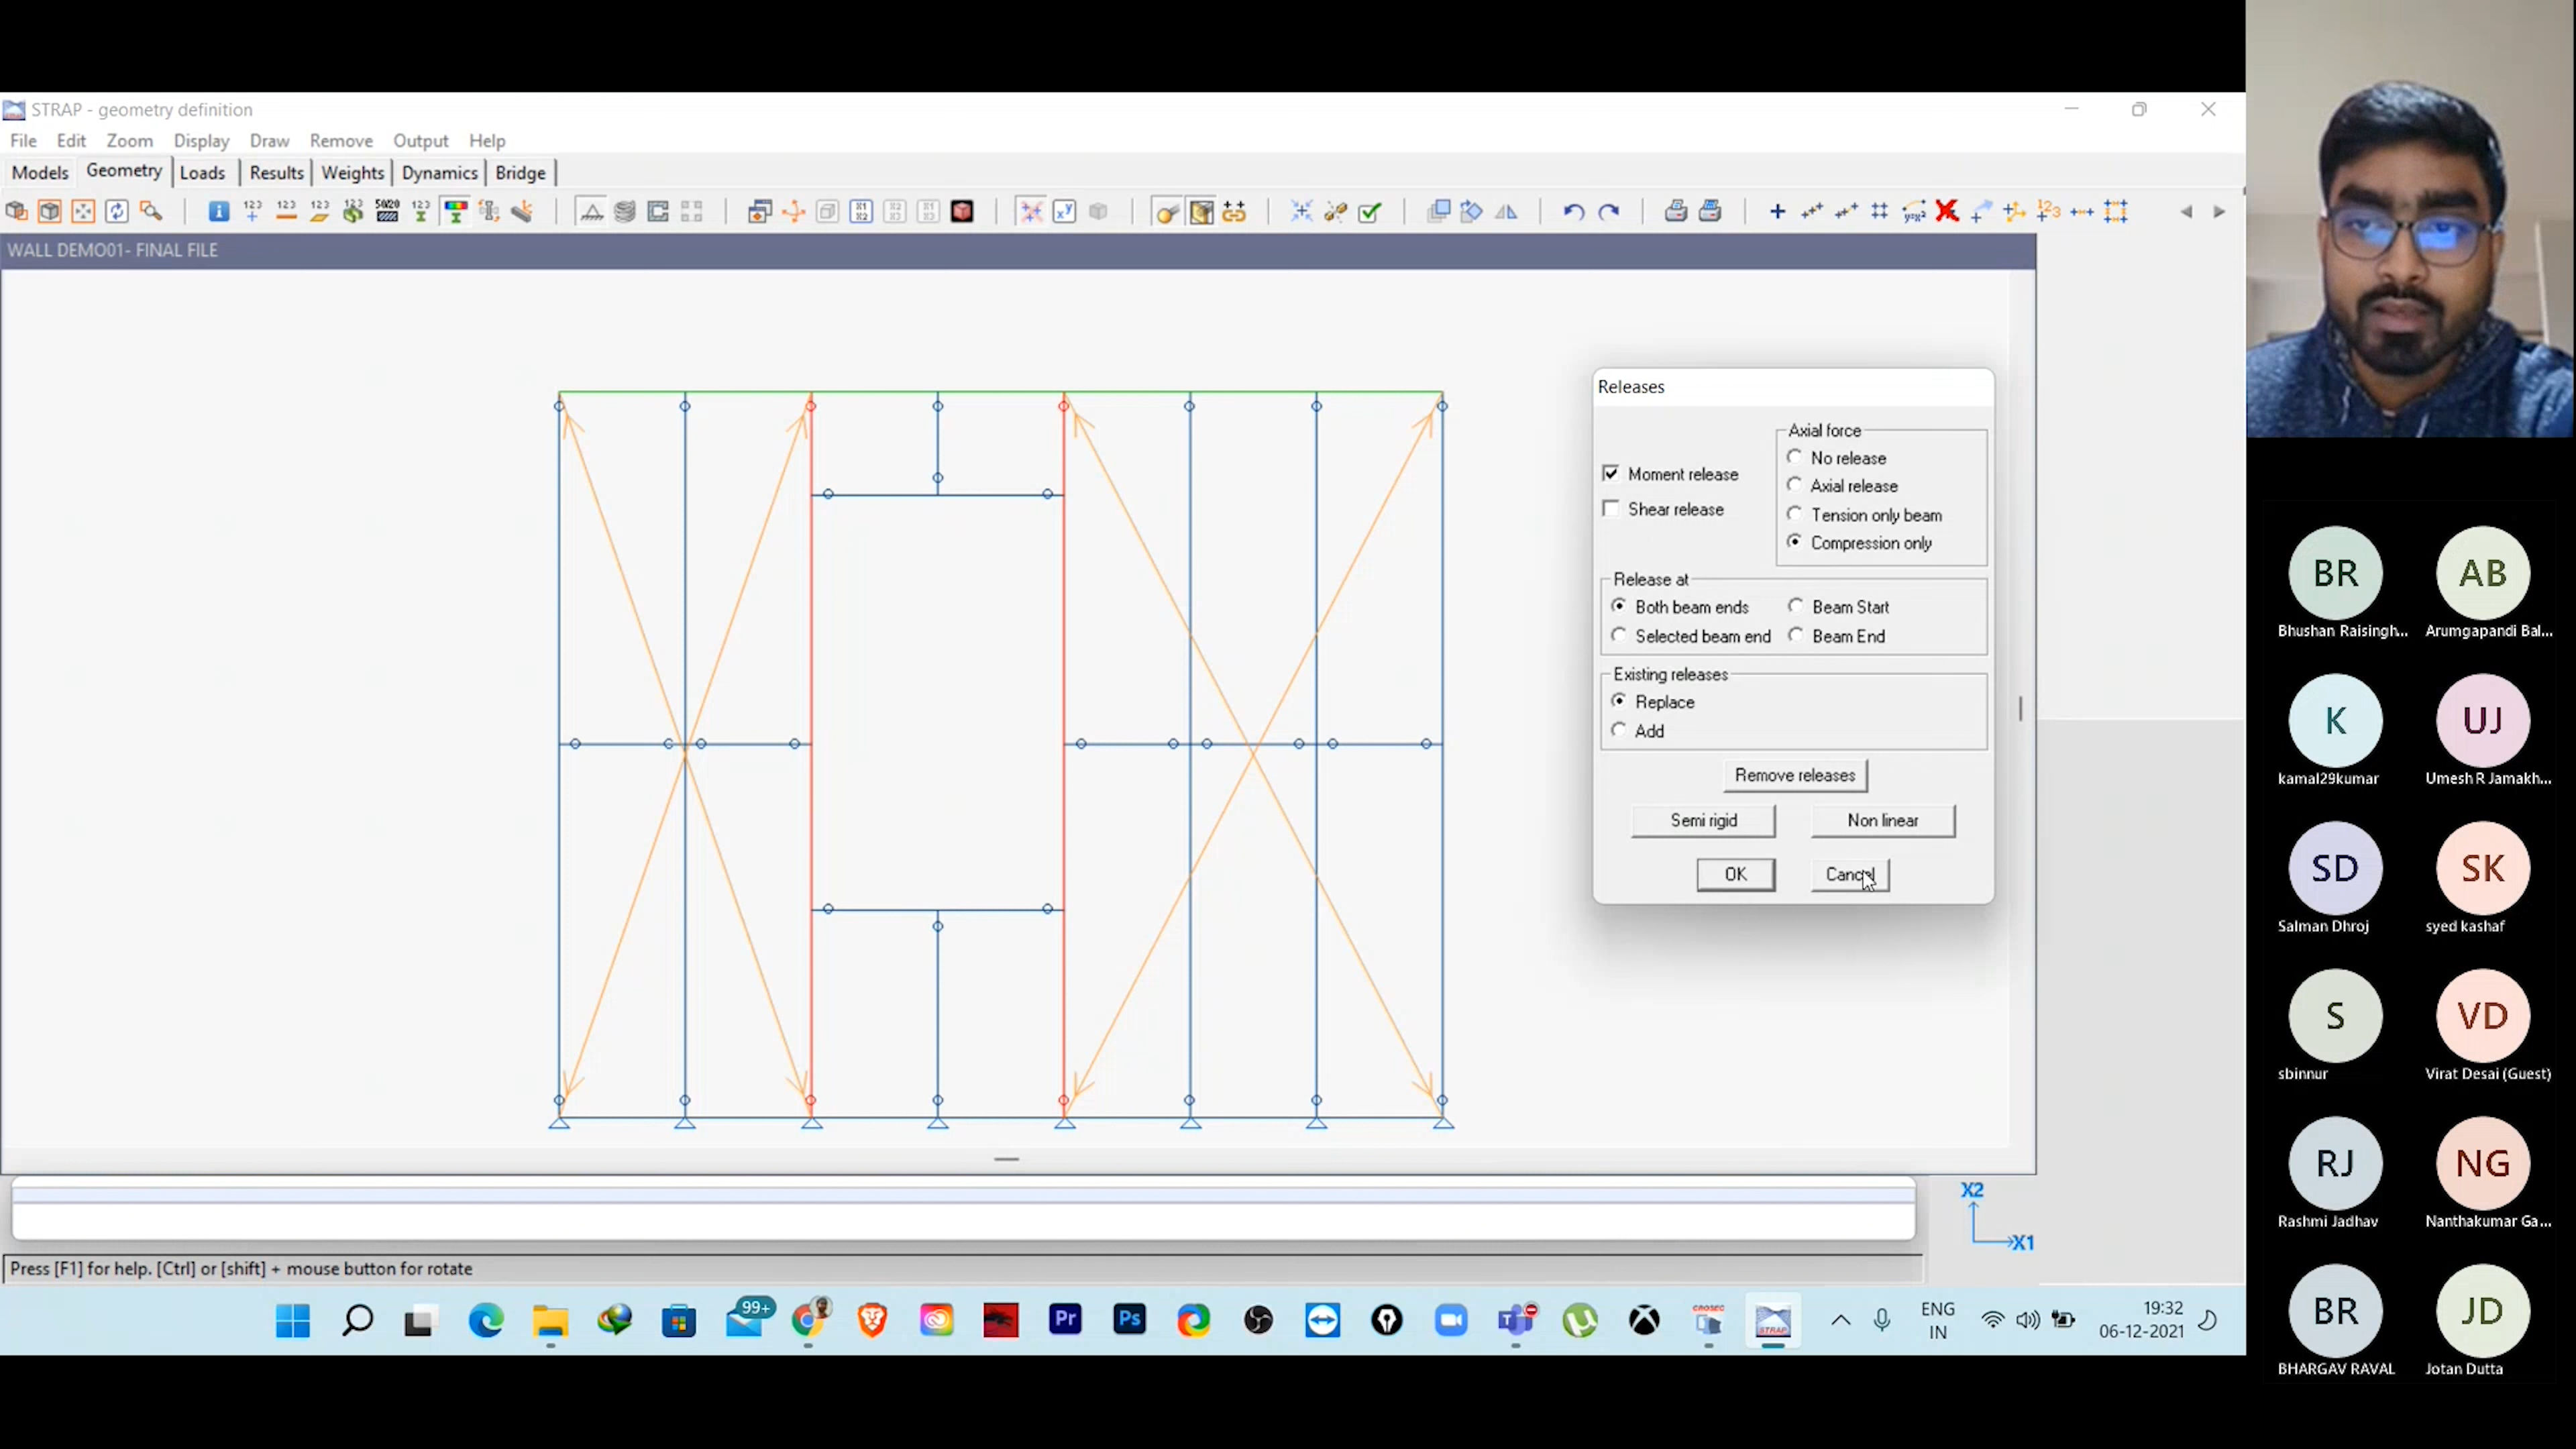 STRAP - geometry definition
File Edit Zoom Display Draw Remove Output Help
Models Geometry Loads Results Weights Dynamics Bridge
WALL DEMO01- FINAL FILE
Releases
Axial force
No release
Moment release
Axial release
Shear release
Tension only beam
Compression only
Release at
Both beam ends Beam Start
Selected beam end Beam End
Existing releases
Replace
Add
Remove releases
Semi rigid Non linear
OK Cancel
X2
X1
Press [F1] for help. [Ctrl] or [shift] + mouse button for rotate
99+
Pr
Ps
CROSEC
STRAP
ENG
IN
19:32
06-12-2021
BR AB
Bhushan Raisingh... Arumgapandi Bal...
K UJ
kamal29kumar Umesh R Jamakh...
SD SK
Salman Dhroj syed kashaf
S VD
sbinnur Virat Desai (Guest)
RJ NG
Rashmi Jadhav Nanthakumar Ga...
BR JD
BHARGAV RAVAL Jotan Dutta